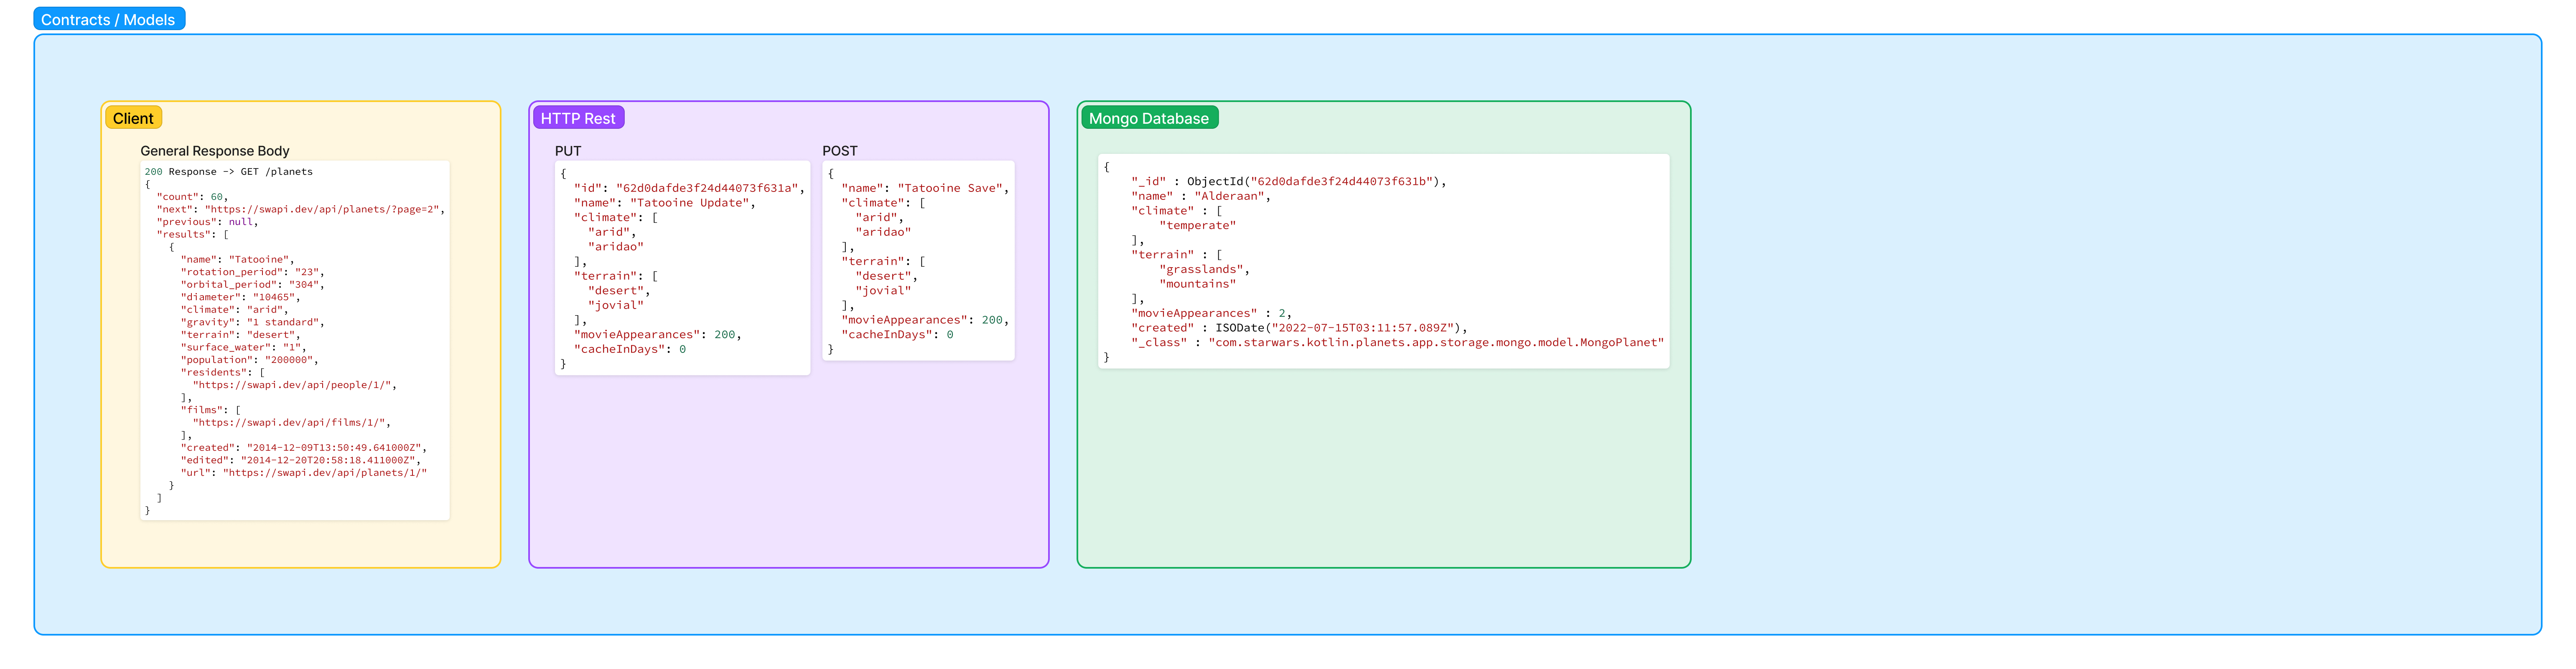 Contracts / Models
Client
General Response Body
200 Response -> GET /planets
{
  "count": 60,
  "next": "https://swapi.dev/api/planets/?page=2",
  "previous": null,
  "results": [
    {
      "name": "Tatooine",
      "rotation_period": "23",
      "orbital_period": "304",
      "diameter": "10465",
      "climate": "arid",
      "gravity": "1 standard",
      "terrain": "desert",
      "surface_water": "1",
      "population": "200000",
      "residents": [
        "https://swapi.dev/api/people/1/",
      ],
      "films": [
        "https://swapi.dev/api/films/1/",
      ],
      "created": "2014-12-09T13:50:49.641000Z",
      "edited": "2014-12-20T20:58:18.411000Z",
      "url": "https://swapi.dev/api/planets/1/"
    }
  ]
}
HTTP Rest
PUT
{
  "id": "62d0dafde3f24d44073f631a",
  "name": "Tatooine Update",
  "climate": [
    "arid",
    "aridao"
  ],
  "terrain": [
    "desert",
    "jovial"
  ],
  "movieAppearances": 200,
  "cacheInDays": 0
}
POST
{
  "name": "Tatooine Save",
  "climate": [
    "arid",
    "aridao"
  ],
  "terrain": [
    "desert",
    "jovial"
  ],
  "movieAppearances": 200,
  "cacheInDays": 0
}
Mongo Database
{
    "_id" : ObjectId("62d0dafde3f24d44073f631b"),
    "name" : "Alderaan",
    "climate" : [
        "temperate"
    ],
    "terrain" : [
        "grasslands",
        "mountains"
    ],
    "movieAppearances" : 2,
    "created" : ISODate("2022-07-15T03:11:57.089Z"),
    "_class" : "com.starwars.kotlin.planets.app.storage.mongo.model.MongoPlanet"
}